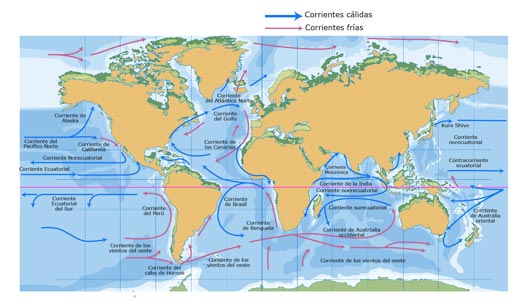 Corrientes cálidas
Corrientes frías
Corriente
del Atlántico Norte
Corriente
del Golfo
Corriente de
Alaska
Corriente del
Pacífico Norte
Corriente de
California
Corriente Norecuatorial
Corriente Ecuatorial
Corriente
de las Canarias
Kuro Shivo
Corriente
norecuatorial
Contracorriente
ecuatorial
Corriente
Corriente de la India
Corriente norecuatorial
Corriente
Ecuatorial
del Sur
Corriente
del Perú
Corriente
de Brasil
Corriente
de Benguela
Corriente surecuatorial
Corriente de Australia
occidental
Corriente
de Australia
oriental
Corriente de los
vientos del oeste
Corriente del
cabo de Hornos
Corriente de los
vientos del oeste
Corriente de los vientos del oeste